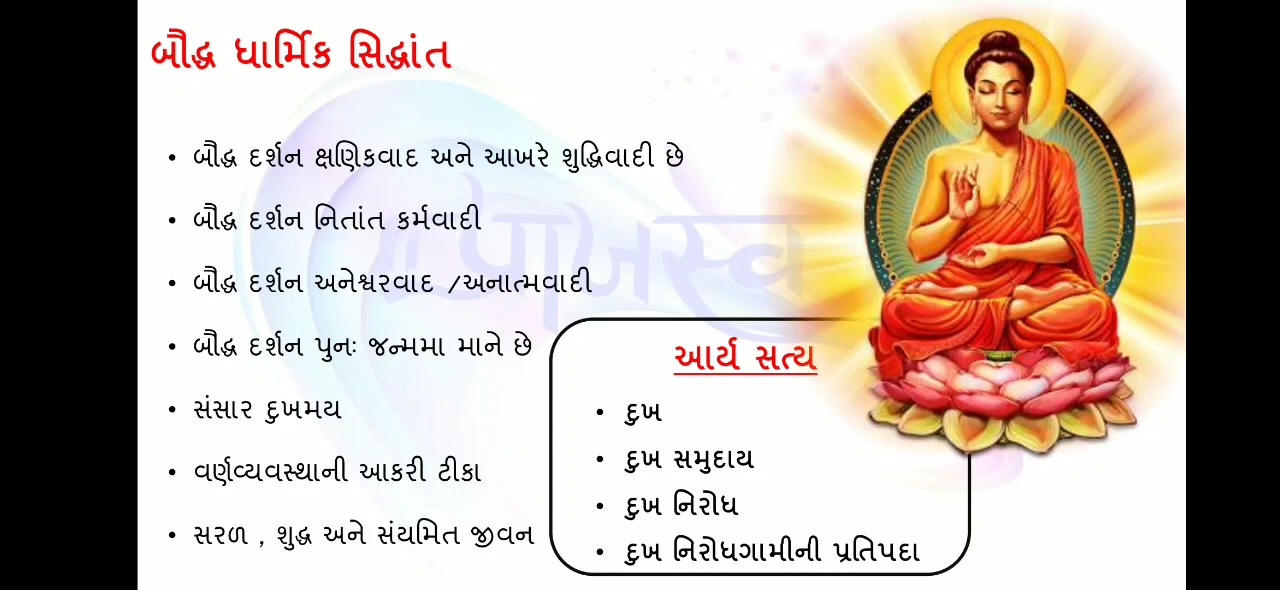 બૌદ્ધ ધાર્મિક સિદ્ધાંત
• બૌદ્ધ દર્શન ક્ષણિકવાદ અને આખરે શુદ્ધિવાદી છે
• બૌદ્ધ દર્શન નિતાંત કર્મવાદી
• બૌદ્ધ દર્શન અનેશ્વરવાદ /અનાત્મવાદી
• બૌદ્ધ દર્શન પુનઃ જન્મમા માને છે
• સંસાર દુખમય
• વર્ણવ્યવસ્થાની આકરી ટીકા
• સરળ , શુદ્ધ અને સંયમિત જીવન
આર્ય સત્ય
• દુખ
• દુખ સમુદાય
• દુખ નિરોધ
• દુખ નિરોધગામીની પ્રતિપદા